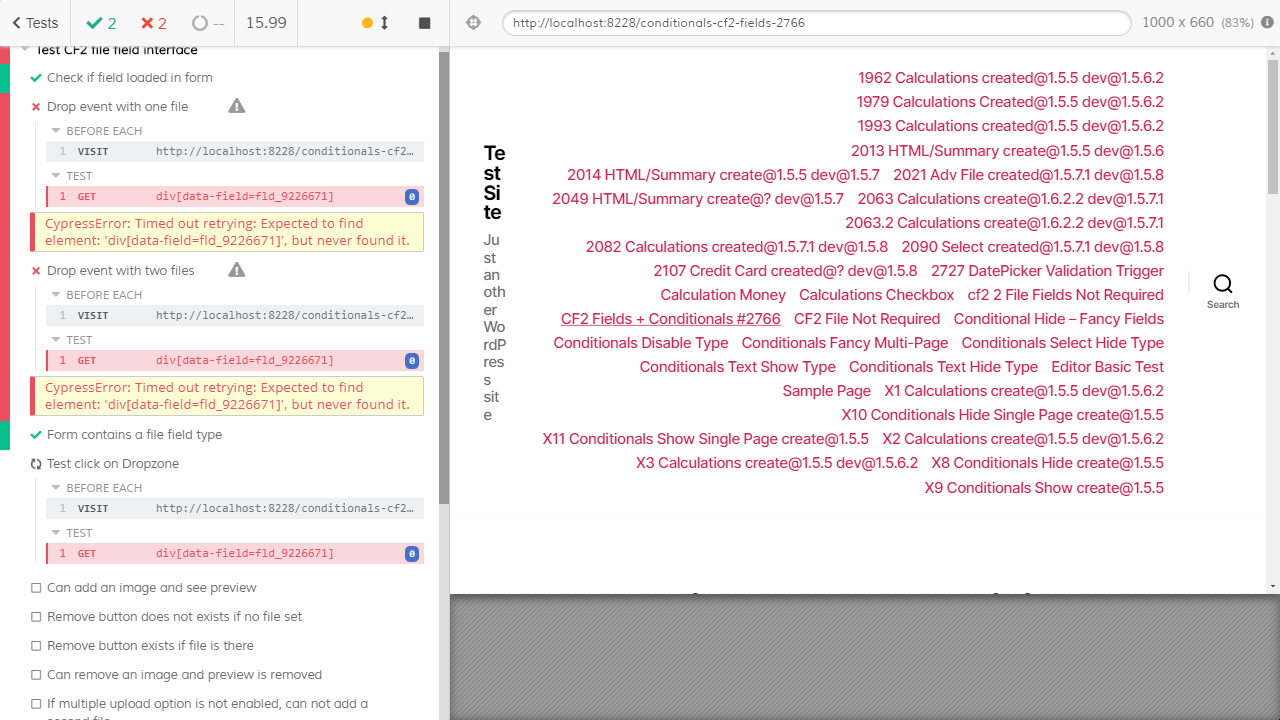 Tests
2
2
--
15.99
http://localhost:8228/conditionals-cf2-fields-2766
1000 x 660 (83%)
Test CF2 file field interface
Check if field loaded in form
Drop event with one file
BEFORE EACH
1 VISIT http://localhost:8228/conditionals-cf2…
TEST
1 GET div[data-field=fld_9226671] 0
CypressError: Timed out retrying: Expected to find
element: 'div[data-field=fld_9226671]', but never found it.
Drop event with two files
BEFORE EACH
1 VISIT http://localhost:8228/conditionals-cf2…
TEST
1 GET div[data-field=fld_9226671] 0
CypressError: Timed out retrying: Expected to find
element: 'div[data-field=fld_9226671]', but never found it.
Form contains a file field type
Test click on Dropzone
BEFORE EACH
1 VISIT http://localhost:8228/conditionals-cf2…
TEST
1 GET div[data-field=fld_9226671] 0
Can add an image and see preview
Remove button does not exists if no file set
Remove button exists if file is there
Can remove an image and preview is removed
If multiple upload option is not enabled, can not add a
second file
Te
st
Si
te
Ju
st
an
oth
er
Wo
rdP
res
s
sit
e
1962 Calculations created@1.5.5 dev@1.5.6.2
1979 Calculations Created@1.5.5 dev@1.5.6.2
1993 Calculations created@1.5.5 dev@1.5.6.2
2013 HTML/Summary create@1.5.5 dev@1.5.6
2014 HTML/Summary create@1.5.5 dev@1.5.7 2021 Adv File created@1.5.7.1 dev@1.5.8
2049 HTML/Summary create@? dev@1.5.7 2063 Calculations create@1.6.2.2 dev@1.5.7.1
2063.2 Calculations create@1.6.2.2 dev@1.5.7.1
2082 Calculations created@1.5.7.1 dev@1.5.8 2090 Select created@1.5.7.1 dev@1.5.8
2107 Credit Card created@? dev@1.5.8 2727 DatePicker Validation Trigger
Calculation Money Calculations Checkbox cf2 2 File Fields Not Required
CF2 Fields + Conditionals #2766 CF2 File Not Required Conditional Hide – Fancy Fields
Conditionals Disable Type Conditionals Fancy Multi-Page Conditionals Select Hide Type
Conditionals Text Show Type Conditionals Text Hide Type Editor Basic Test
Sample Page X1 Calculations create@1.5.5 dev@1.5.6.2
X10 Conditionals Hide Single Page create@1.5.5
X11 Conditionals Show Single Page create@1.5.5 X2 Calculations create@1.5.5 dev@1.5.6.2
X3 Calculations create@1.5.5 dev@1.5.6.2 X8 Conditionals Hide create@1.5.5
X9 Conditionals Show create@1.5.5
Search